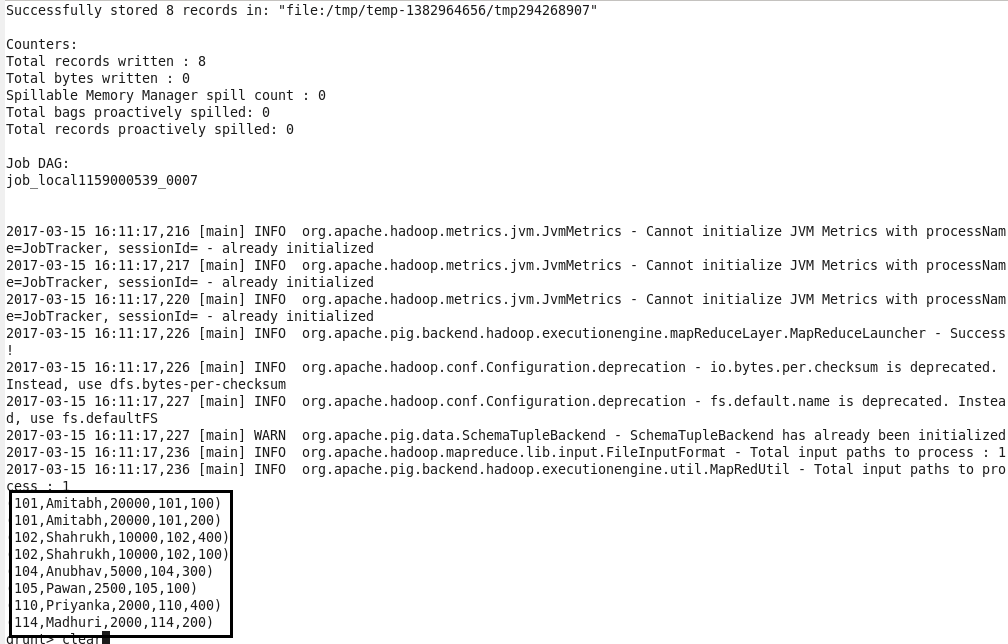 Successfully stored 8 records in: "file:/tmp/temp-1382964656/tmp294268907"
Counters:
Total records written : 8
Total bytes written : 0
Spillable Memory Manager spill count : 0
Total bags proactively spilled: 0
Total records proactively spilled: 0
Job DAG:
job_local1159000539_0007
2017-03-15 16:11:17,216 [main] INFO  org.apache.hadoop.metrics.jvm.JvmMetrics - Cannot initialize JVM Metrics with processNam
e=JobTracker, sessionId= - already initialized
2017-03-15 16:11:17,217 [main] INFO  org.apache.hadoop.metrics.jvm.JvmMetrics - Cannot initialize JVM Metrics with processNam
e=JobTracker, sessionId= - already initialized
2017-03-15 16:11:17,220 [main] INFO  org.apache.hadoop.metrics.jvm.JvmMetrics - Cannot initialize JVM Metrics with processNam
e=JobTracker, sessionId= - already initialized
2017-03-15 16:11:17,226 [main] INFO  org.apache.pig.backend.hadoop.executionengine.mapReduceLayer.MapReduceLauncher - Success
!
2017-03-15 16:11:17,226 [main] INFO  org.apache.hadoop.conf.Configuration.deprecation - io.bytes.per.checksum is deprecated.
Instead, use dfs.bytes-per-checksum
2017-03-15 16:11:17,227 [main] INFO  org.apache.hadoop.conf.Configuration.deprecation - fs.default.name is deprecated. Instea
d, use fs.defaultFS
2017-03-15 16:11:17,227 [main] WARN  org.apache.pig.data.SchemaTupleBackend - SchemaTupleBackend has already been initialized
2017-03-15 16:11:17,236 [main] INFO  org.apache.hadoop.mapreduce.lib.input.FileInputFormat - Total input paths to process : 1
2017-03-15 16:11:17,236 [main] INFO  org.apache.pig.backend.hadoop.executionengine.util.MapRedUtil - Total input paths to pro
cess : 1
101,Amitabh,20000,101,100)
101,Amitabh,20000,101,200)
102,Shahrukh,10000,102,400)
102,Shahrukh,10000,102,100)
104,Anubhav,5000,104,300)
105,Pawan,2500,105,100)
110,Priyanka,2000,110,400)
114,Madhuri,2000,114,200)
grunt> clear